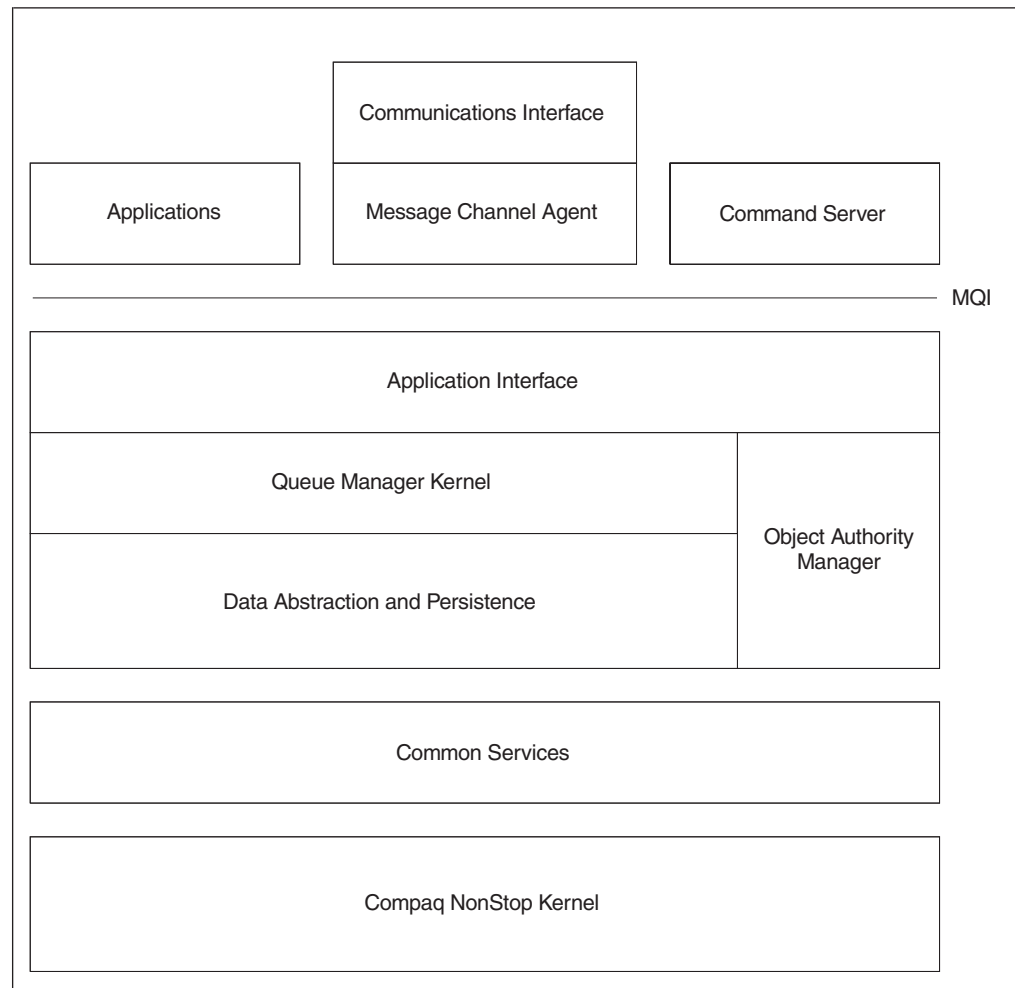 Communications Interface
Applications
Message Channel Agent
Command Server
MQI
Application Interface
Queue Manager Kernel
Object Authority
Manager
Data Abstraction and Persistence
Common Services
Compaq NonStop Kernel